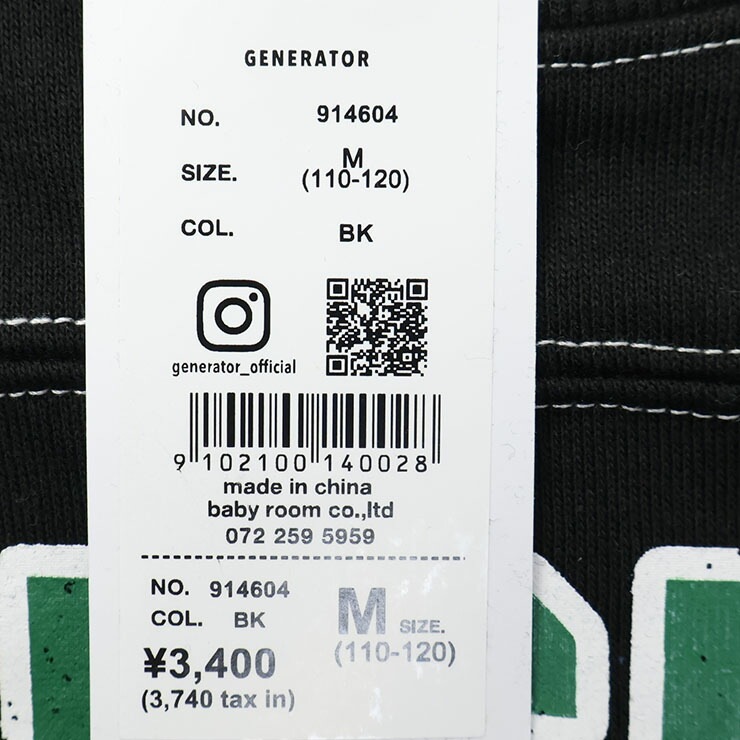 GENERATOR
NO. 914604
SIZE. M
(110-120)
COL. BK
generator_official
9 102100 140028
made in china
baby room co.,ltd
072 259 5959
NO. 914604
COL. BK
M SIZE.
(110-120)
¥3,400
(3,740 tax in)